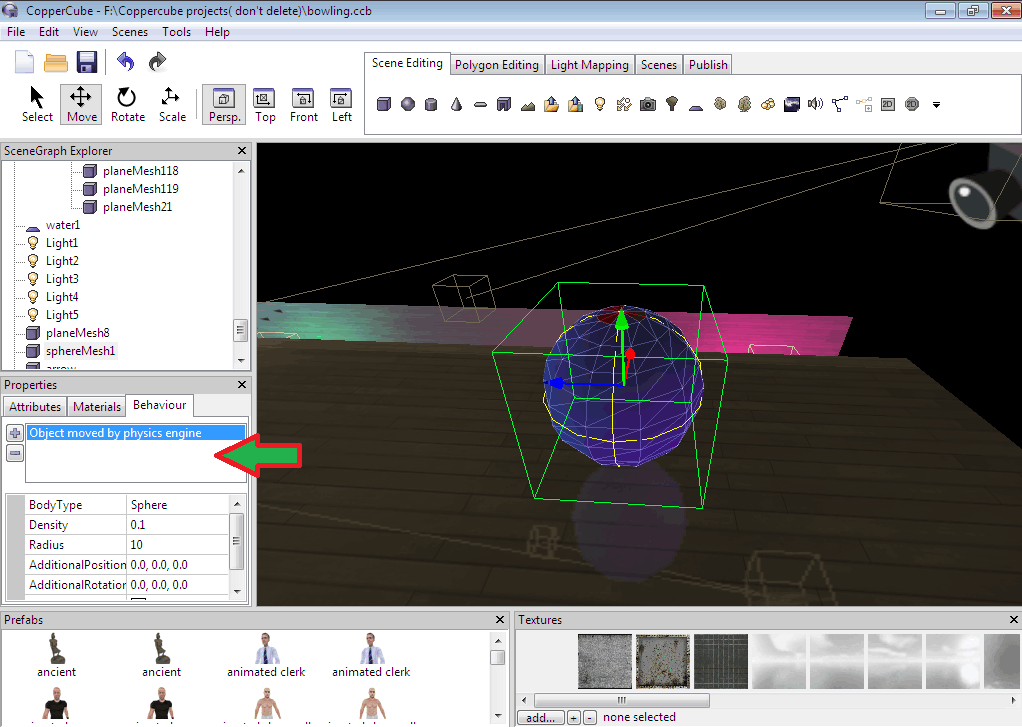 CopperCube - F:\Coppercube projects( don't delete)\bowling.ccb
File Edit View Scenes Tools Help
Scene Editing Polygon Editing Light Mapping Scenes Publish
Select Move Rotate Scale Persp. Top Front Left
2D 2D
SceneGraph Explorer
planeMesh118
planeMesh119
planeMesh21
water1
Light1
Light2
Light3
Light4
Light5
planeMesh8
sphereMesh1
arrow
Properties
Attributes Materials Behaviour
Object moved by physics engine
BodyType Sphere
Density 0.1
Radius 10
AdditionalPosition 0.0, 0.0, 0.0
AdditionalRotation 0.0, 0.0, 0.0
Prefabs
ancient ancient animated clerk animated clerk
Textures
add... + - none selected